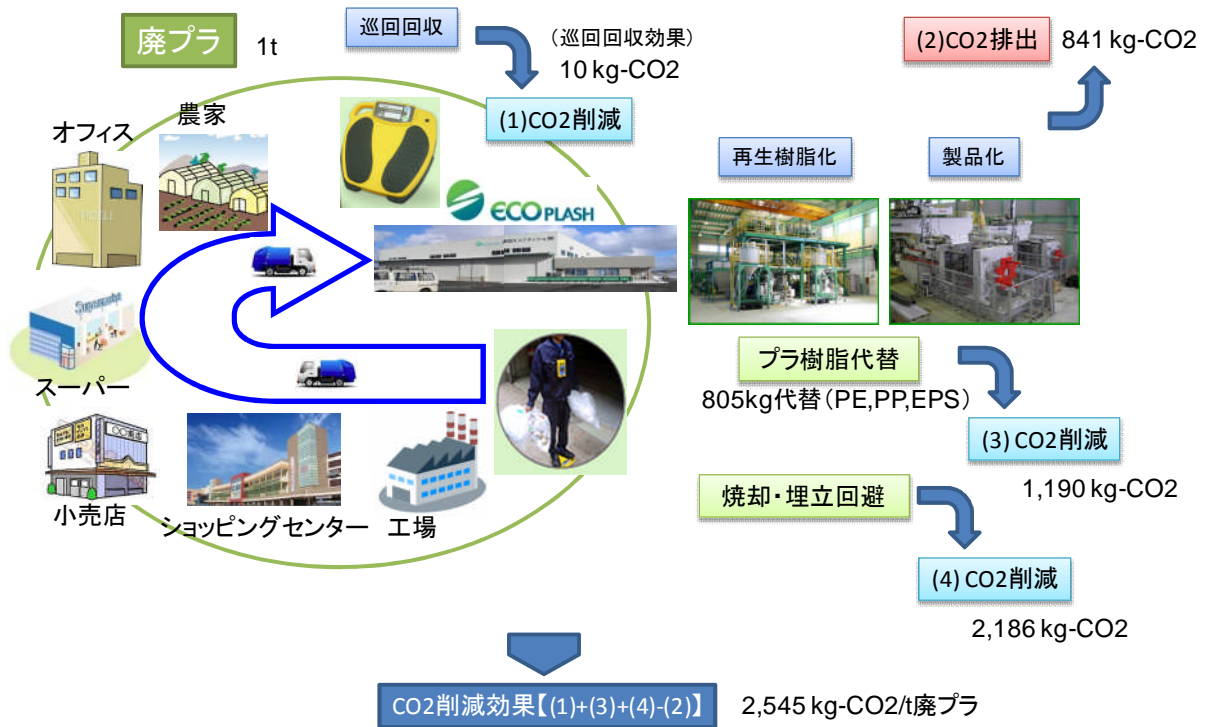 廃プラ 1t
巡回回収
(巡回回収効果)
10 kg-CO2
(1)CO2削減
(2)CO2排出 841 kg-CO2
オフィス
農家
ECOPLASH
スーパー
小売店
ショッピングセンター
工場
再生樹脂化
製品化
プラ樹脂代替
805kg代替(PE,PP,EPS)
(3) CO2削減
1,190 kg-CO2
焼却・埋立回避
(4) CO2削減
2,186 kg-CO2
CO2削減効果【(1)+(3)+(4)-(2)】 2,545 kg-CO2/t廃プラ